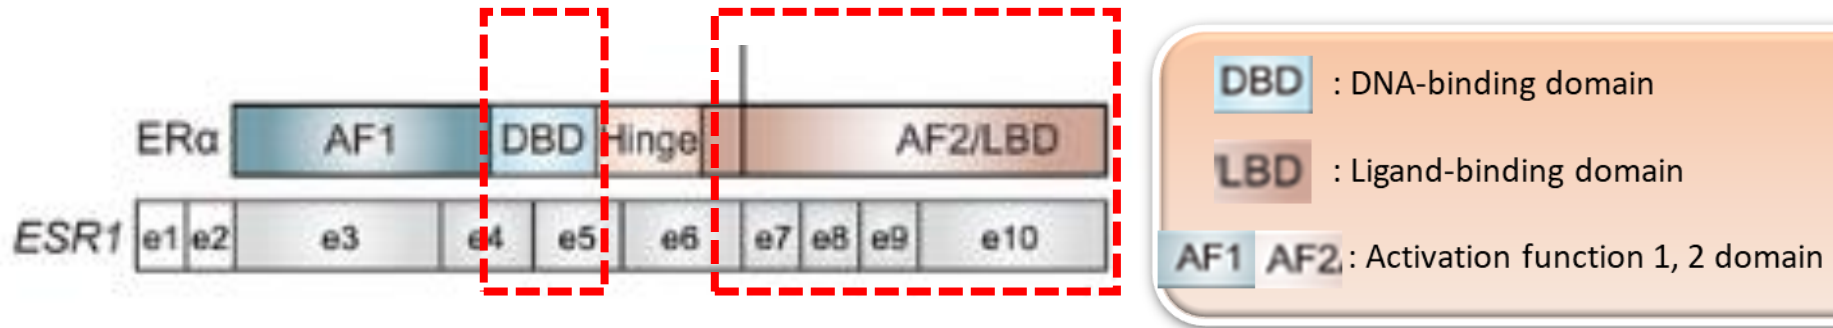 ERα AF1 DBD Hinge AF2/LBD
ESR1 e1 e2 e3 e4 e5 e6 e7 e8 e9 e10
DBD : DNA-binding domain
/LBD : Ligand-binding domain
AF1 AF2/ : Activation function 1, 2 domain